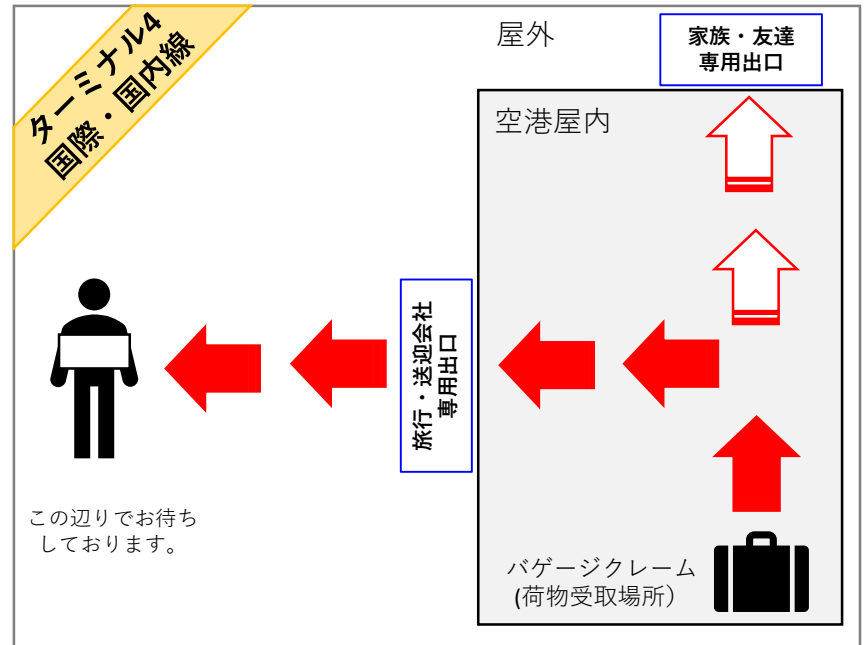 ターミナル4
国際・国内線
屋外
家族・友達
専用出口
空港屋内
旅行・送迎会社
専用出口
この辺りでお待ち
しております。
バゲージクレーム
(荷物受取場所）